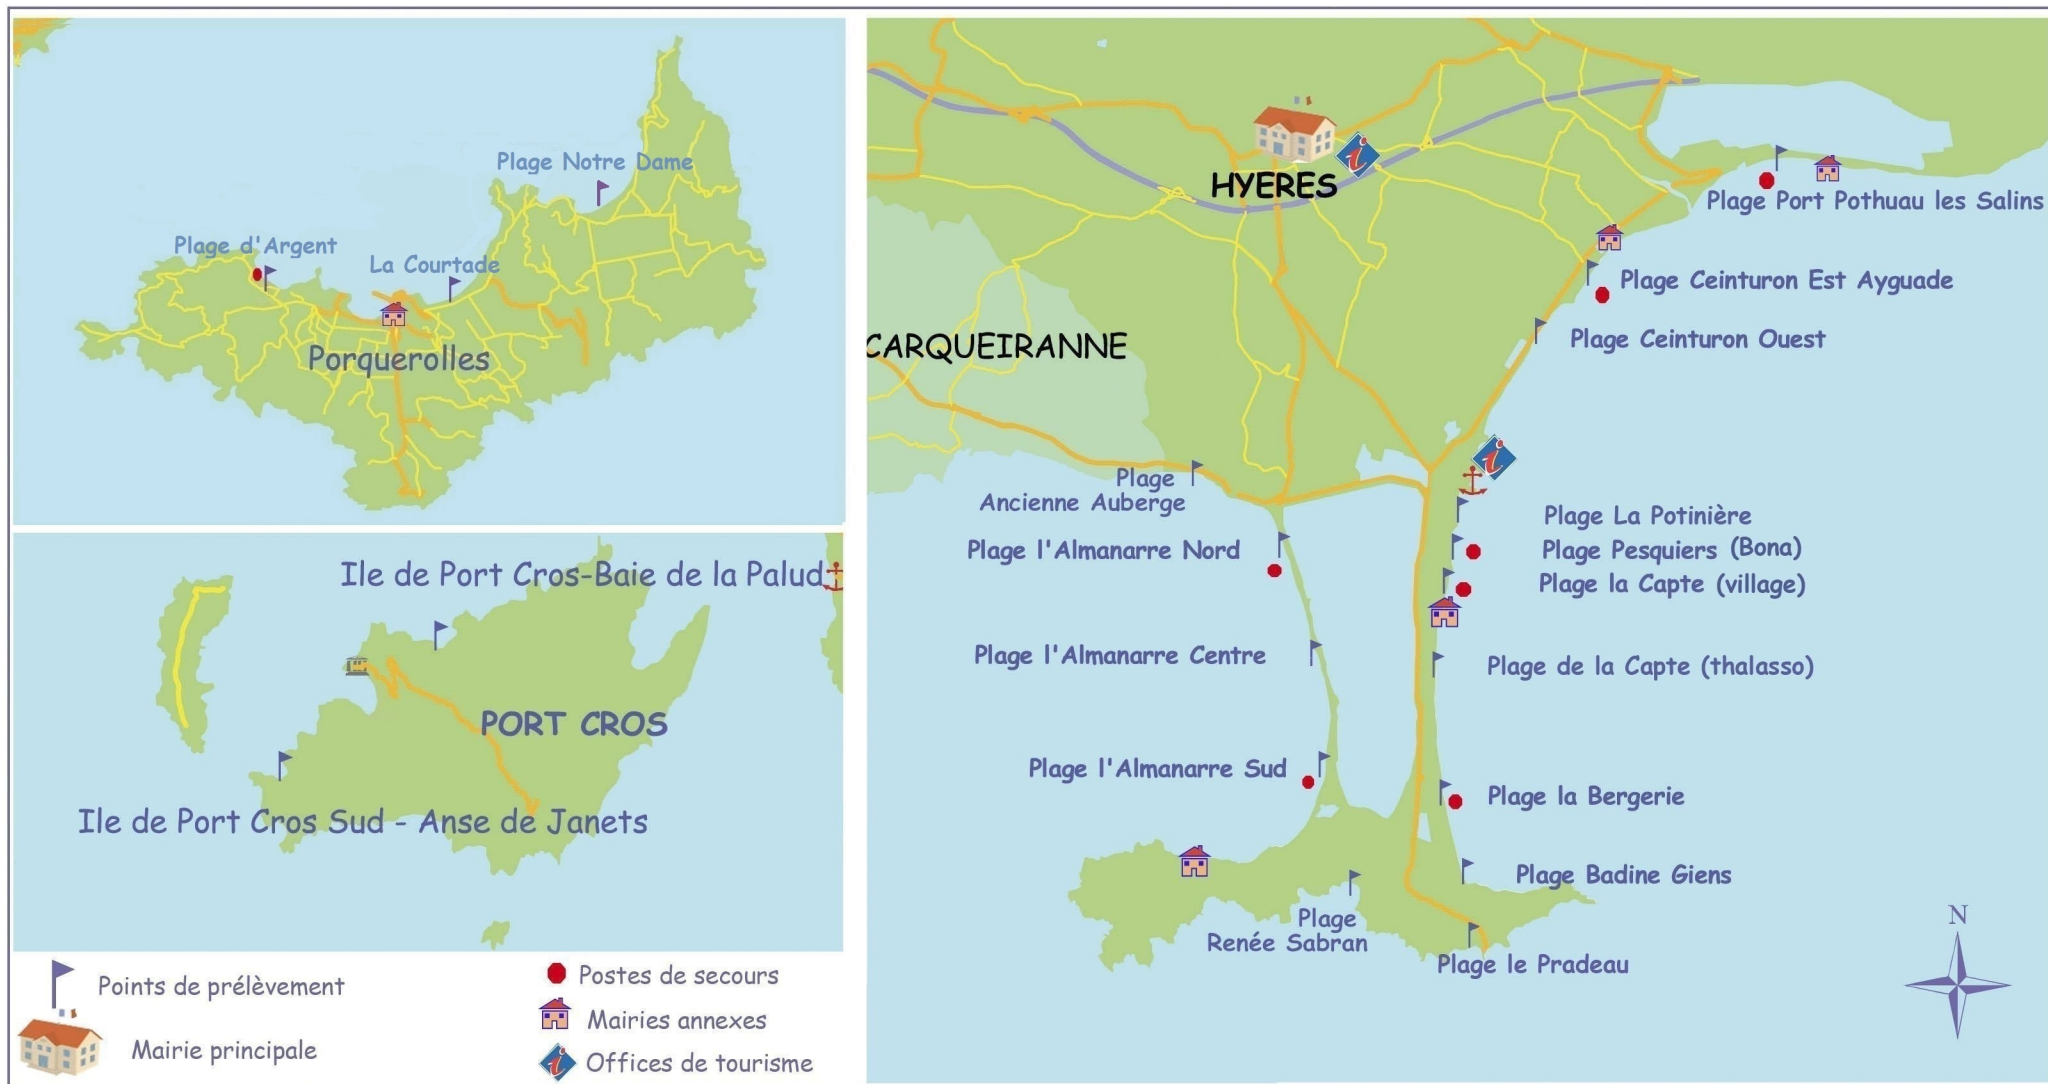 Plage Notre Dame
Plage d'Argent
La Courtade
Porquerolles
Ile de Port Cros-Baie de la Palud
PORT CROS
Ile de Port Cros Sud - Anse de Janets
Points de prélèvement
Mairie principale
Postes de secours
Mairies annexes
Offices de tourisme
HYERES
CARQUEIRANNE
Plage Port Pothuau les Salins
Plage Ceinturon Est Ayguade
Plage Ceinturon Ouest
Plage
Ancienne Auberge
Plage La Potinière
Plage l'Almanarre Nord
Plage Pesquiers (Bona)
Plage la Capte (village)
Plage l'Almanarre Centre
Plage de la Capte (thalasso)
Plage l'Almanarre Sud
Plage la Bergerie
Plage Badine Giens
Plage
Renée Sabran
Plage le Pradeau
N